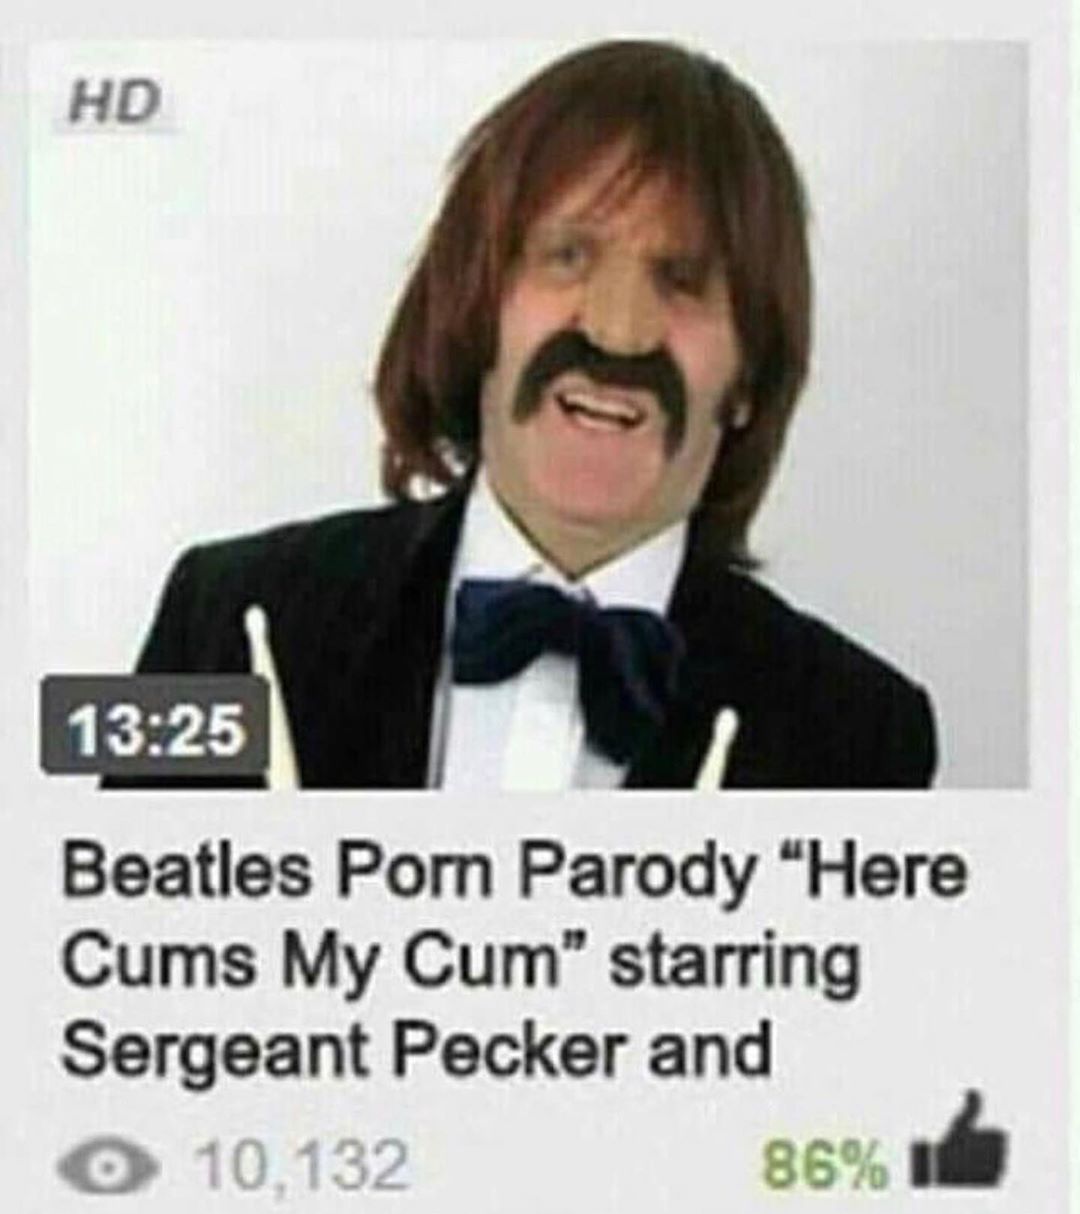 HD
13:25
Beatles Porn Parody “Here
Cums My Cum” starring
Sergeant Pecker and
10,132
86%